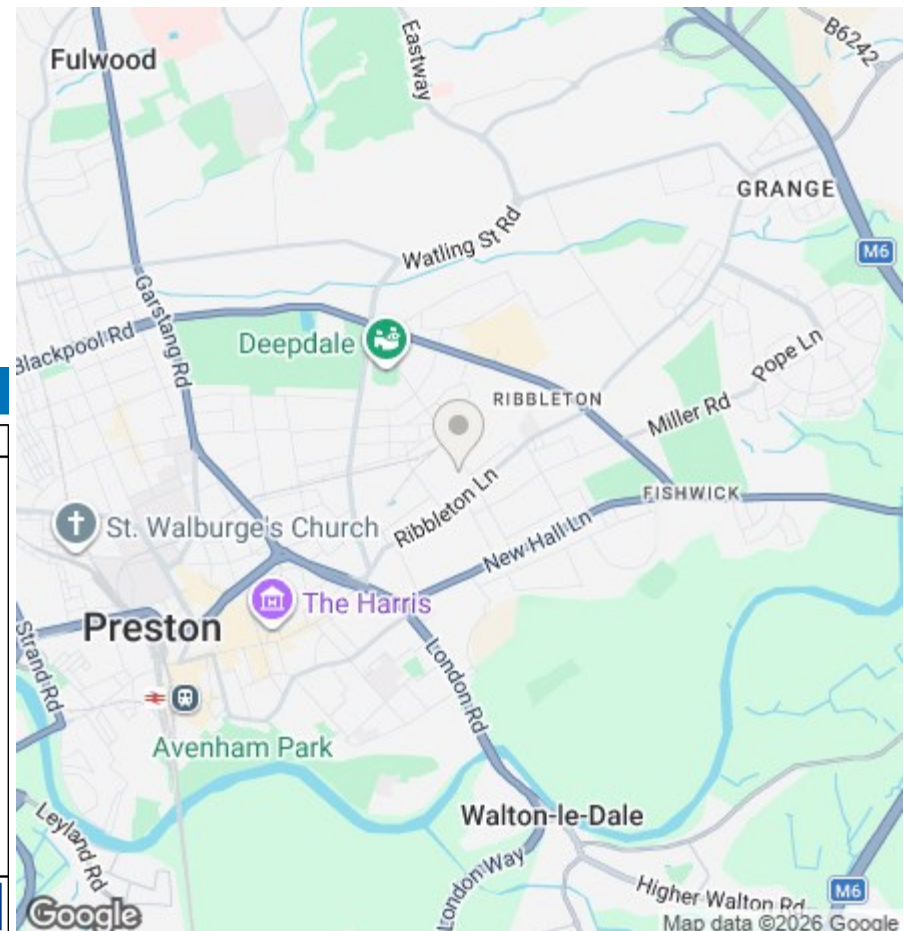 Fulwood
Eastway
B6242
GRANGE
Watling St Rd
M6
Garstang Rd
Blackpool Rd
Deepdale
Pope Ln
RIBBLETON
Miller Rd
Ribbleton Ln
FISHWICK
St. Walburge's Church
New Hall Ln
The Harris
Preston
Strand Rd
London Rd
Avenham Park
Walton-le-Dale
Leyland Rd
London Way
Higher Walton Rd
M6
Google
Map data ©2026 Google